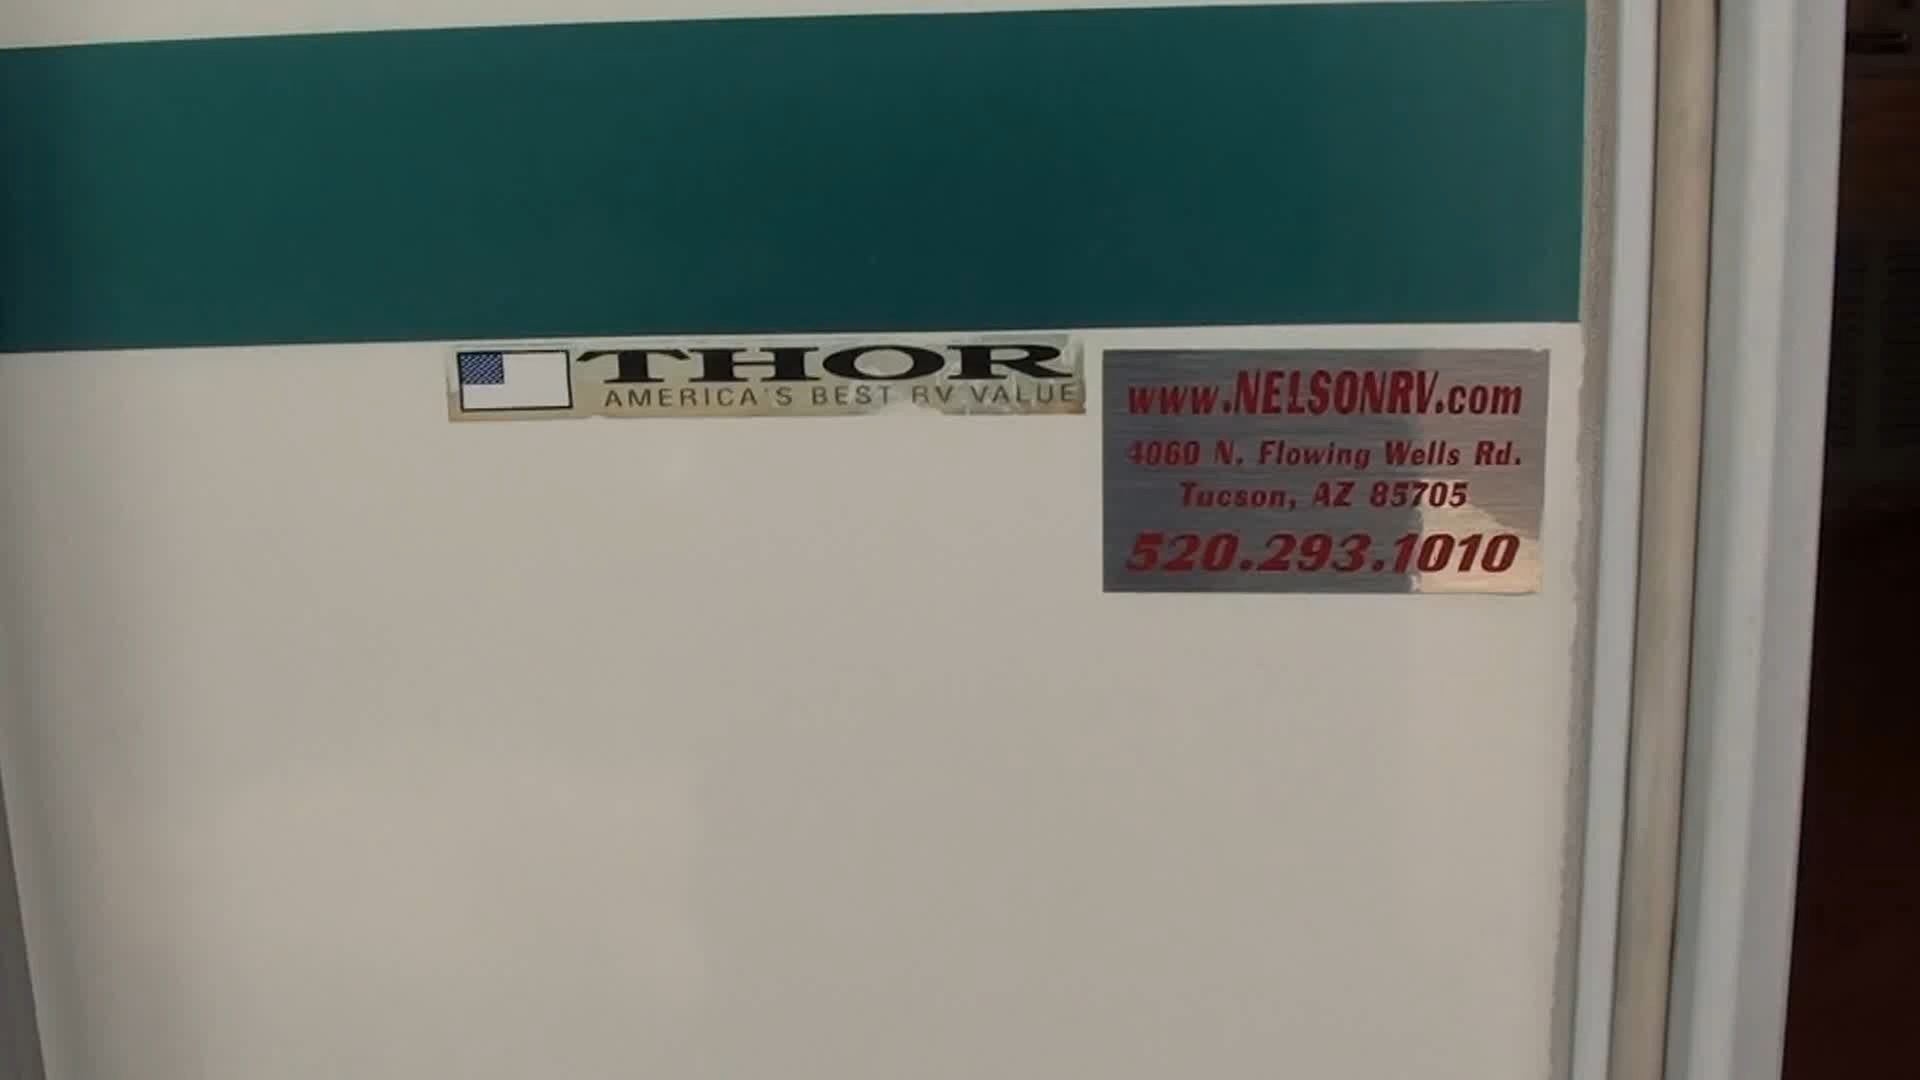 THOR
AMERICA'S BEST RV VALUE
www.NELSONRV.com
4060 N. Flowing Wells Rd.
Tucson, AZ 85705
520.293.1010